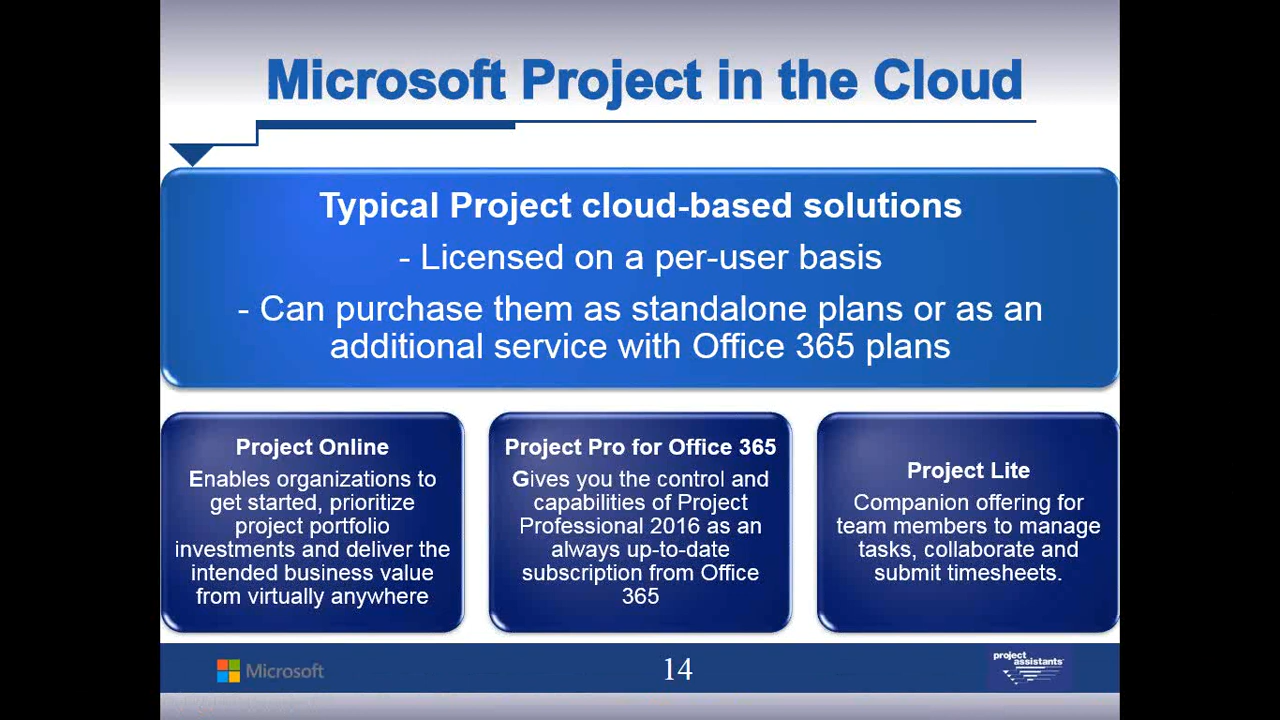 Microsoft Project in the Cloud
Typical Project cloud-based solutions
- Licensed on a per-user basis
- Can purchase them as standalone plans or as an
additional service with Office 365 plans
Project Online
Enables organizations to
get started, prioritize
project portfolio
investments and deliver the
intended business value
from virtually anywhere
Project Pro for Office 365
Gives you the control and
capabilities of Project
Professional 2016 as an
always up-to-date
subscription from Office
365
Project Lite
Companion offering for
team members to manage
tasks, collaborate and
submit timesheets.
Microsoft
14
project
assistants